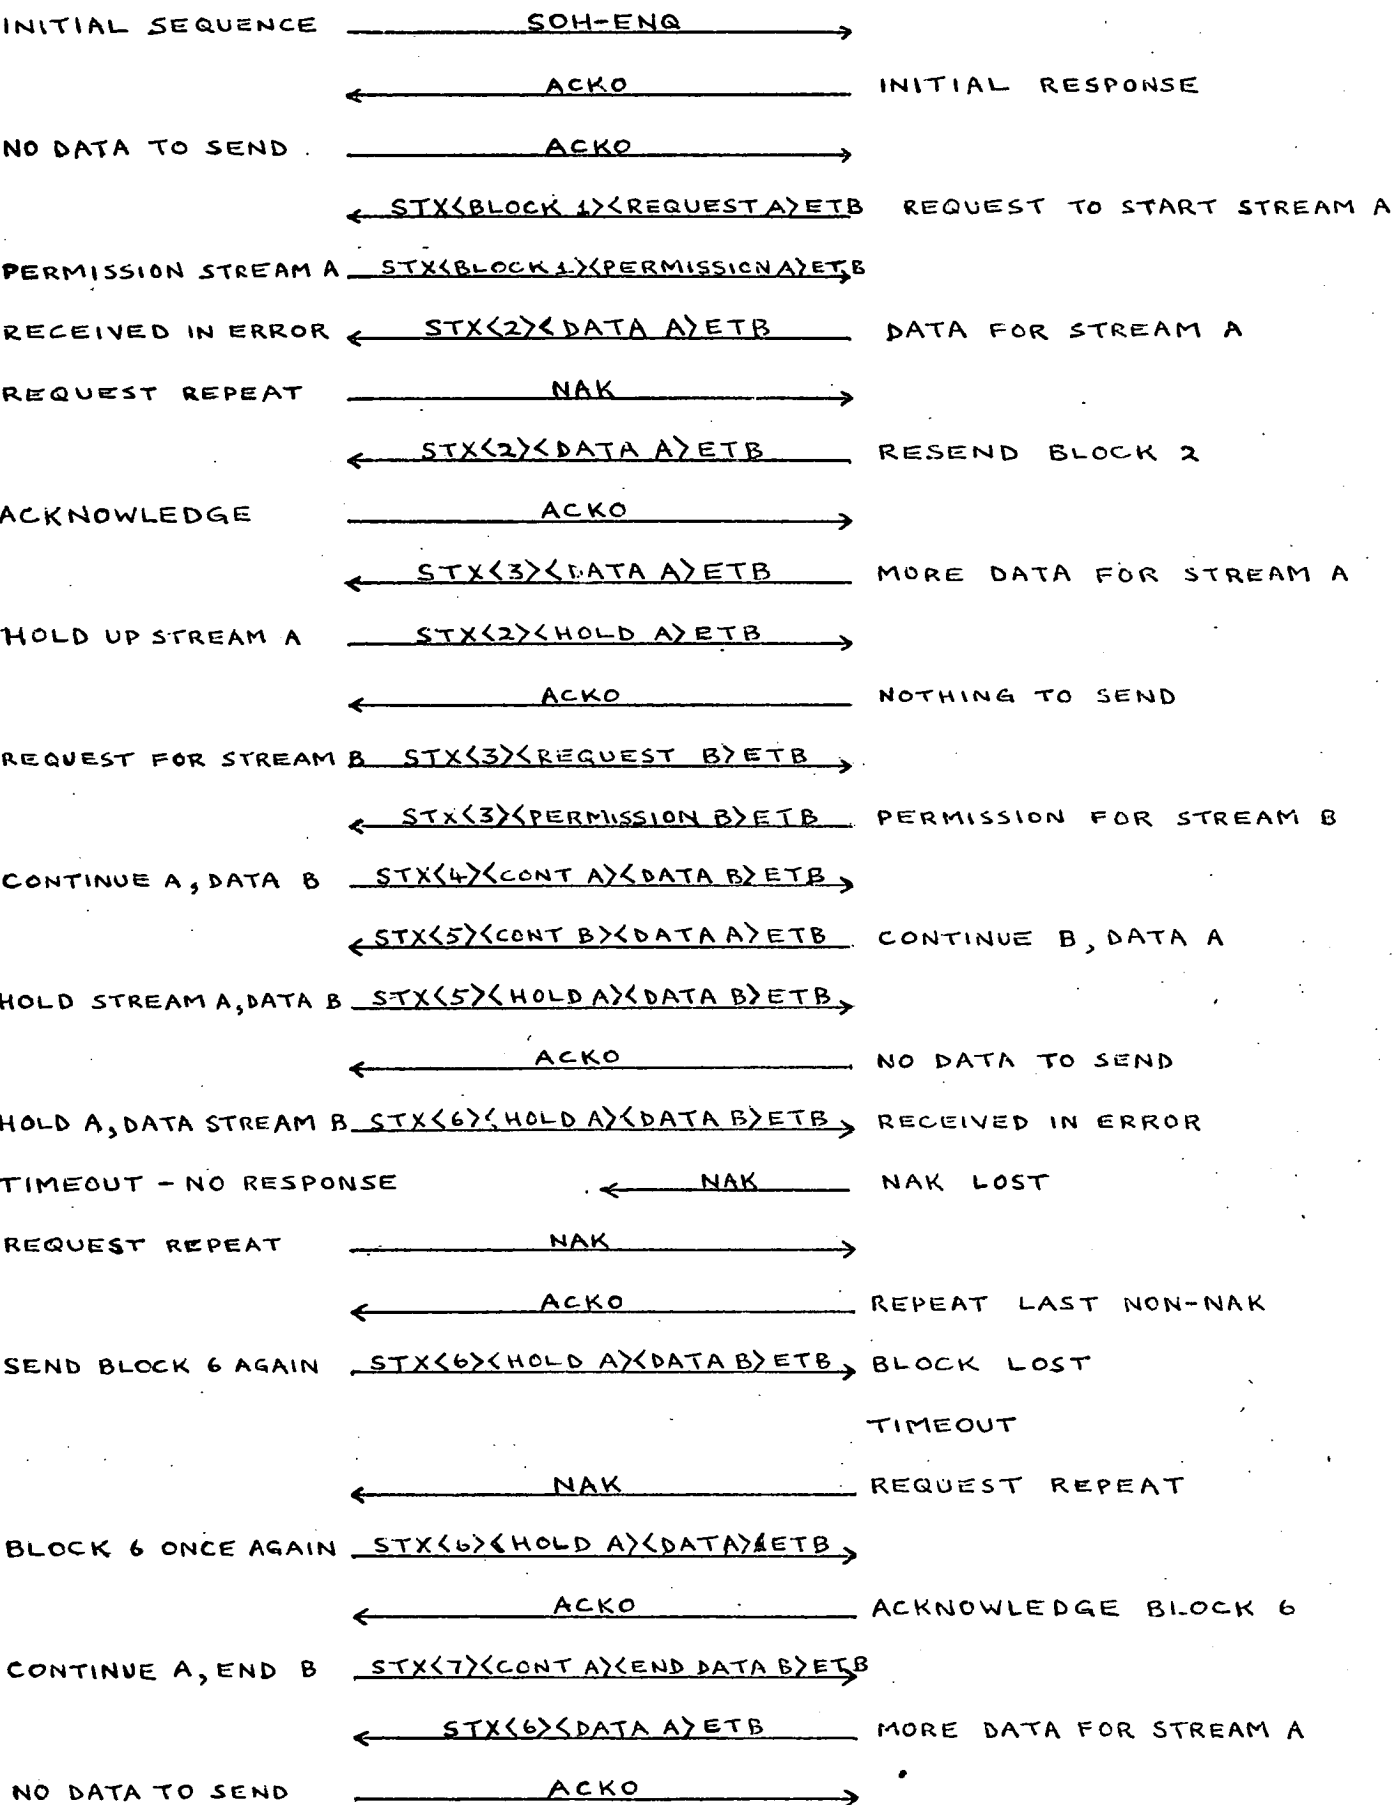 INITIAL SEQUENCE SOH-ENQ
ACKO INITIAL RESPONSE
NO DATA TO SEND. ACKO
STX<BLOCK 1><REQUEST A>ETB REQUEST TO START STREAM A
PERMISSION STREAM A STX<BLOCK 1><PERMISSION A>ETB
RECEIVED IN ERROR STX<2><DATA A>ETB DATA FOR STREAM A
REQUEST REPEAT NAK
STX<2><DATA A>ETB RESEND BLOCK 2
ACKNOWLEDGE ACKO
STX<3><DATA A>ETB MORE DATA FOR STREAM A
HOLD UP STREAM A STX<2><HOLD A>ETB
ACKO NOTHING TO SEND
REQUEST FOR STREAM B STX<3><REQUEST B>ETB
STX<3><PERMISSION B>ETB PERMISSION FOR STREAM B
CONTINUE A, DATA B STX<4><CONT A><DATA B>ETB
STX<5><CONT B><DATA A>ETB CONTINUE B, DATA A
HOLD STREAM A, DATA B STX<5><HOLD A><DATA B>ETB
ACKO NO DATA TO SEND
HOLD A, DATA STREAM B STX<6><HOLD A><DATA B>ETB RECEIVED IN ERROR
TIMEOUT - NO RESPONSE NAK NAK LOST
REQUEST REPEAT NAK
ACKO REPEAT LAST NON-NAK
SEND BLOCK 6 AGAIN STX<6><HOLD A><DATA B>ETB BLOCK LOST
TIMEOUT
NAK REQUEST REPEAT
BLOCK 6 ONCE AGAIN STX<6><HOLD A><DATA>ETB
ACKO ACKNOWLEDGE BLOCK 6
CONTINUE A, END B STX<7><CONT A><END DATA B>ETB
STX<6><DATA A>ETB MORE DATA FOR STREAM A
NO DATA TO SEND ACKO